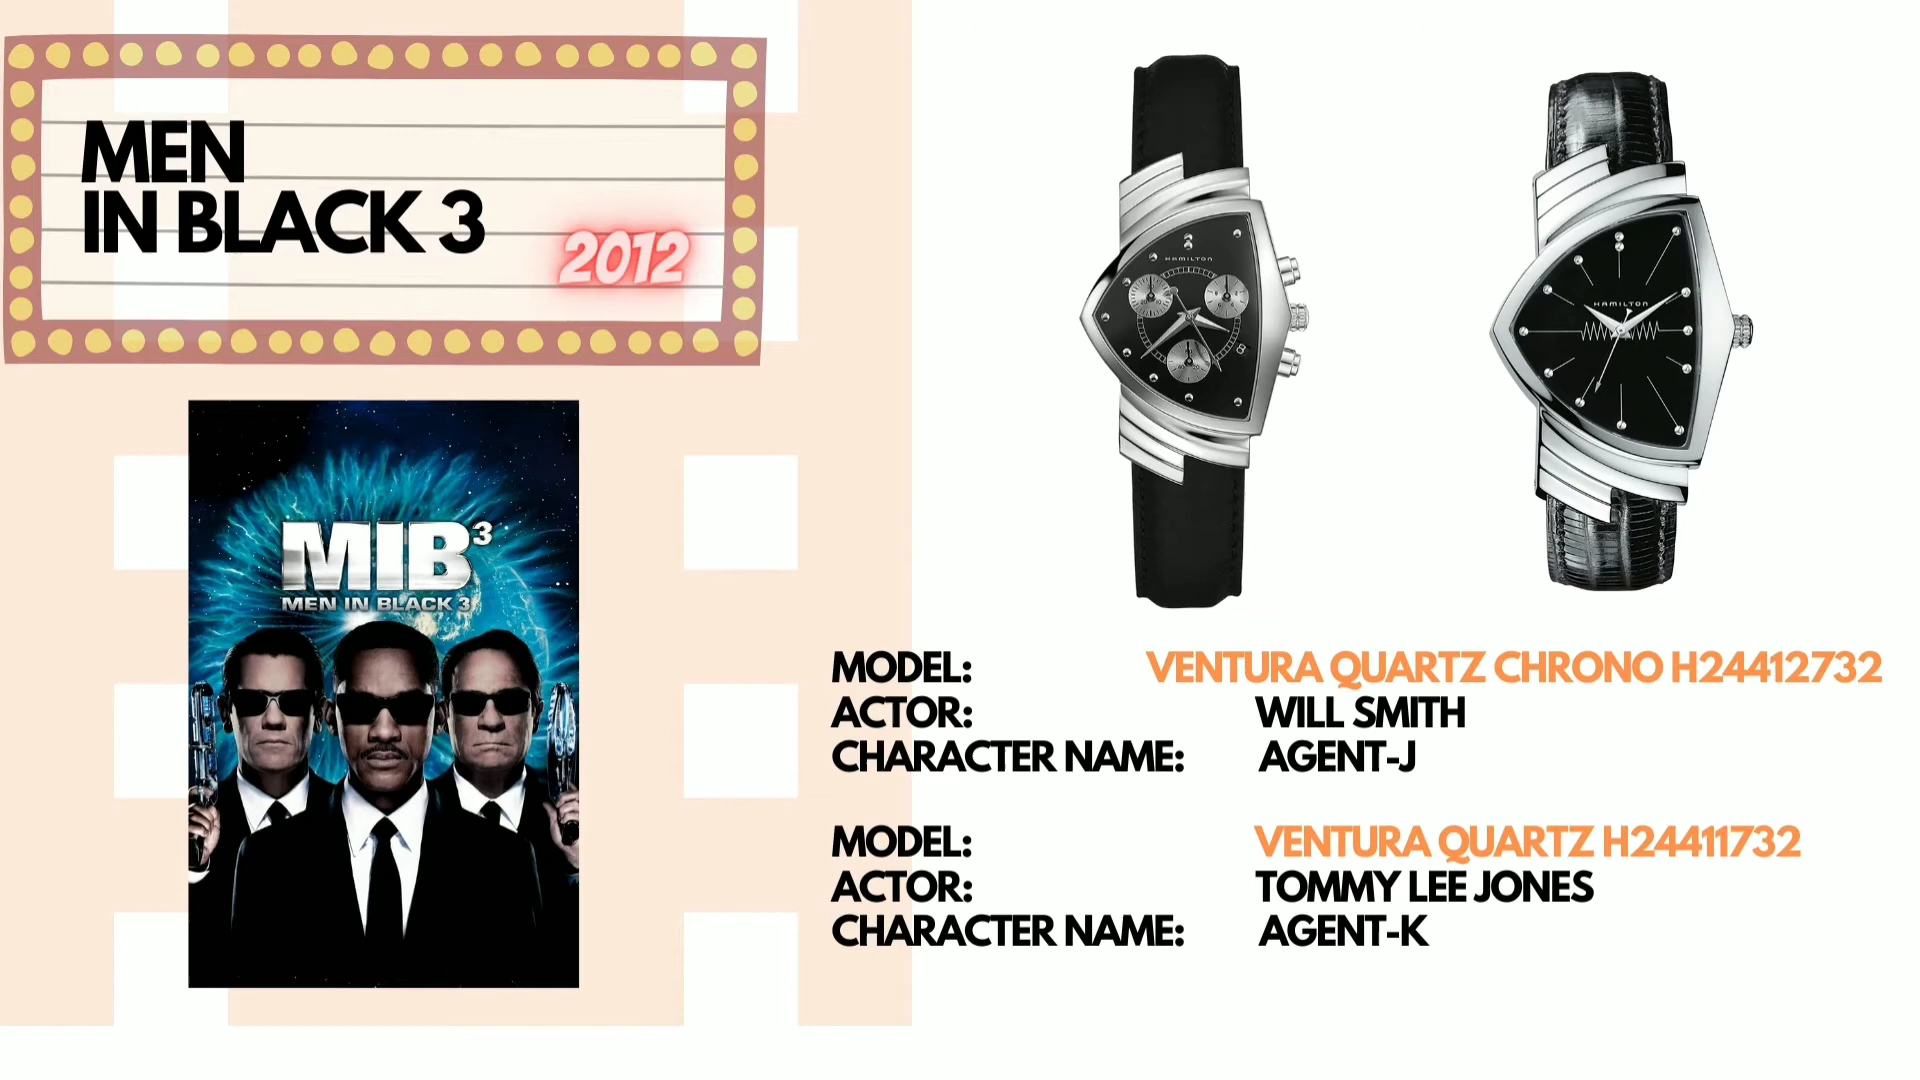 MEN
IN BLACK 3
2012
HAMILTON
HAMILTON
MIB3
MEN IN BLACK 3
MODEL: VENTURA QUARTZ CHRONO H24412732
ACTOR: WILL SMITH
CHARACTER NAME: AGENT-J
MODEL: VENTURA QUARTZ H24411732
ACTOR: TOMMY LEE JONES
CHARACTER NAME: AGENT-K